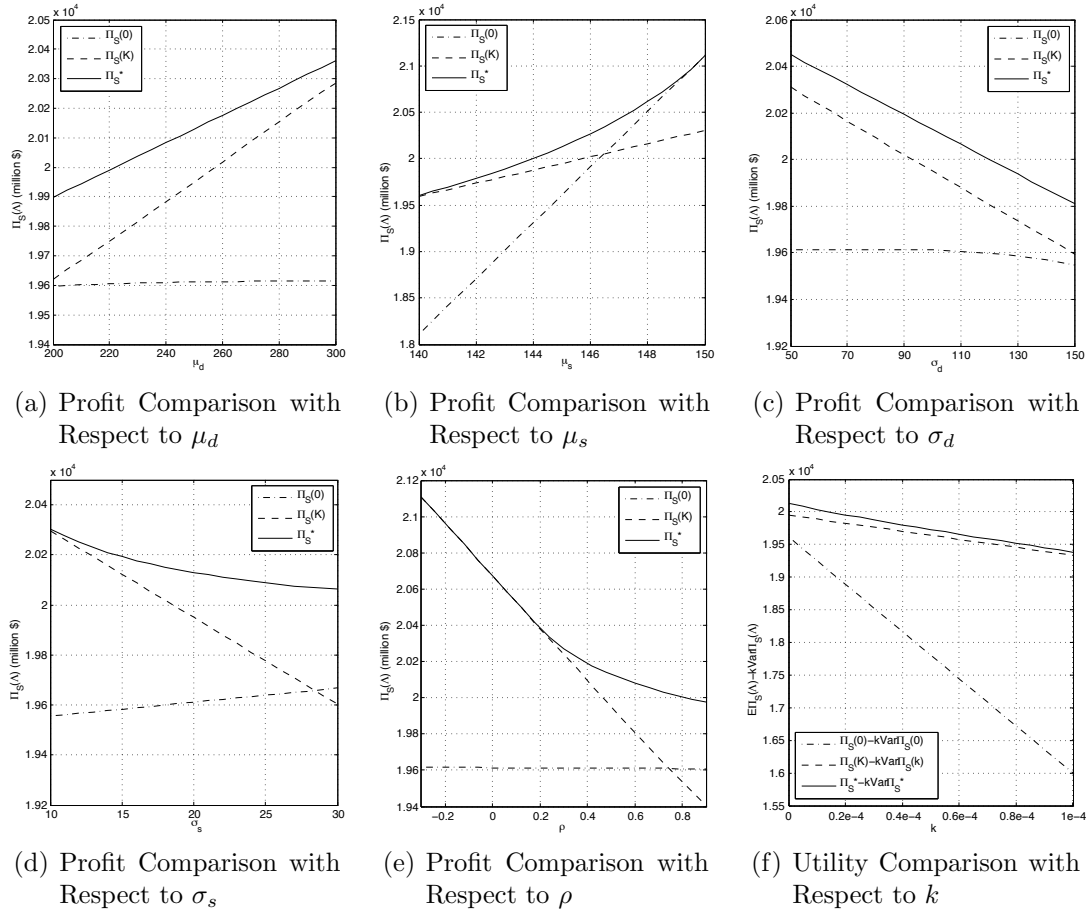 x 10⁴
2.05
2.04
2.03
2.02
2.01
2
1.99
1.98
1.97
1.96
1.95
1.94
200 220 240 260 280 300
μ_d
Π_S(Λ) (million $)
Π_S(0)
Π_S(K)
Π_S*
(a) Profit Comparison with
Respect to μ_d
x 10⁴
2.15
2.1
2.05
2
1.95
1.9
1.85
1.8
140 142 144 146 148 150
μ_s
Π_S(Λ) (million $)
Π_S(0)
Π_S(K)
Π_S*
(b) Profit Comparison with
Respect to μ_s
x 10⁴
2.06
2.04
2.02
2
1.98
1.96
1.94
1.92
50 70 90 110 130 150
σ_d
Π_S(Λ) (million $)
Π_S(0)
Π_S(K)
Π_S*
(c) Profit Comparison with
Respect to σ_d
x 10⁴
2.04
2.02
2
1.98
1.96
1.94
1.92
10 15 20 25 30
σ_s
Π_S(Λ) (million $)
Π_S(0)
Π_S(K)
Π_S*
(d) Profit Comparison with
Respect to σ_s
x 10⁴
2.12
2.1
2.08
2.06
2.04
2.02
2
1.98
1.96
1.94
−0.2 0 0.2 0.4 0.6 0.8
ρ
Π_S(Λ) (million $)
Π_S(0)
Π_S(K)
Π_S*
(e) Profit Comparison with
Respect to ρ
x 10⁴
2.05
2
1.95
1.9
1.85
1.8
1.75
1.7
1.65
1.6
1.55
0 0.2e−4 0.4e−4 0.6e−4 0.8e−4 1e−4
k
EΠ_S(Λ)−kVarΠ_S(Λ)
Π_S(0)−kVarΠ_S(0)
Π_S(K)−kVarΠ_S(k)
Π_S*−kVarΠ_S*
(f) Utility Comparison with
Respect to k